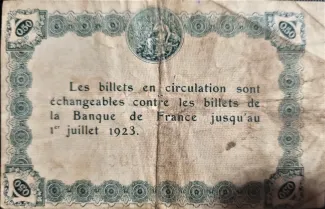 Les billets en circulation sont
échangeables contre les billets de
la Banque de France jusqu'au
1er juillet 1923.